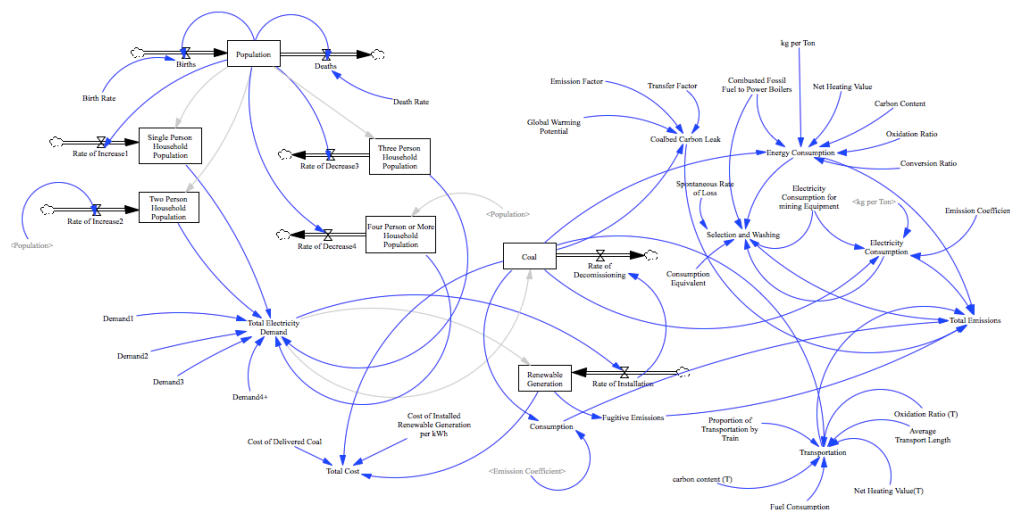 kg per Ton
Population
Births
Deaths
Birth Rate
Death Rate
Emission Factor
Transfer Factor
Combusted Fossil
Fuel to Power Boilers
Net Heating Value
Carbon Content
Global Warming
Potential
Coalbed Carbon Leak
Oxidation Ratio
Energy Consumption
Conversion Ratio
Rate of Increase1
Single Person
Household
Population
Rate of Decrease3
Three Person
Household
Population
Spontaneous Rate
of Loss
Electricity
Consumption for
mining Equipment
<kg per Ton>
Emission Coefficient
Two Person
Household
Population
Rate of Increase2
<Population>
<Population>
Four Person or More
Household
Population
Rate of Decrease4
Selection and Washing
Electricity
Consumption
Coal
Rate of
Decomissioning
Consumption
Equivalent
Demand1
Total Electricity
Demand
Total Emissions
Demand2
Demand3
Demand4+
Renewable
Generation
Rate of Installation
Cost of Delivered Coal
Cost of Installed
Renewable Generation
per kWh
Consumption
Fugitive Emissions
Proportion of
Transportation by
Train
Oxidation Ratio (T)
Average
Transport Length
Total Cost
<Emission Coefficient>
Transportation
carbon content (T)
Net Heating Value(T)
Fuel Consumption